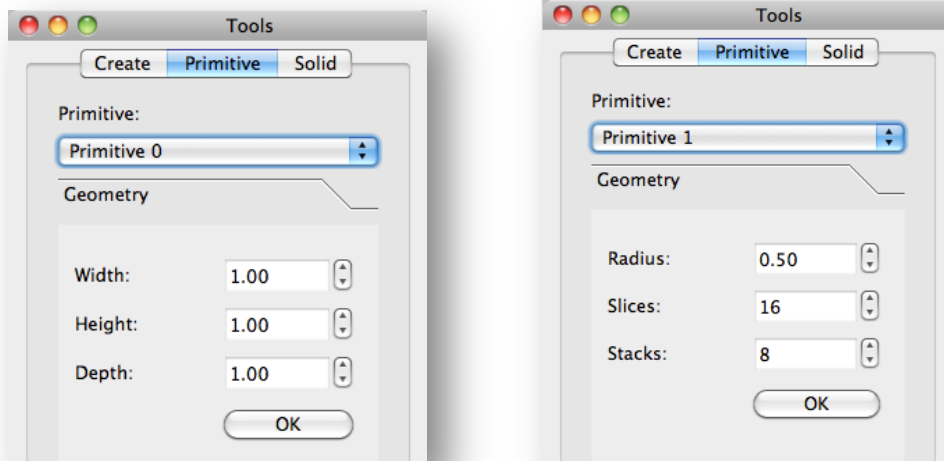 Tools
Create Primitive Solid
Primitive:
Primitive 0
Geometry
Width: 1.00
Height: 1.00
Depth: 1.00
OK
Tools
Create Primitive Solid
Primitive:
Primitive 1
Geometry
Radius: 0.50
Slices: 16
Stacks: 8
OK